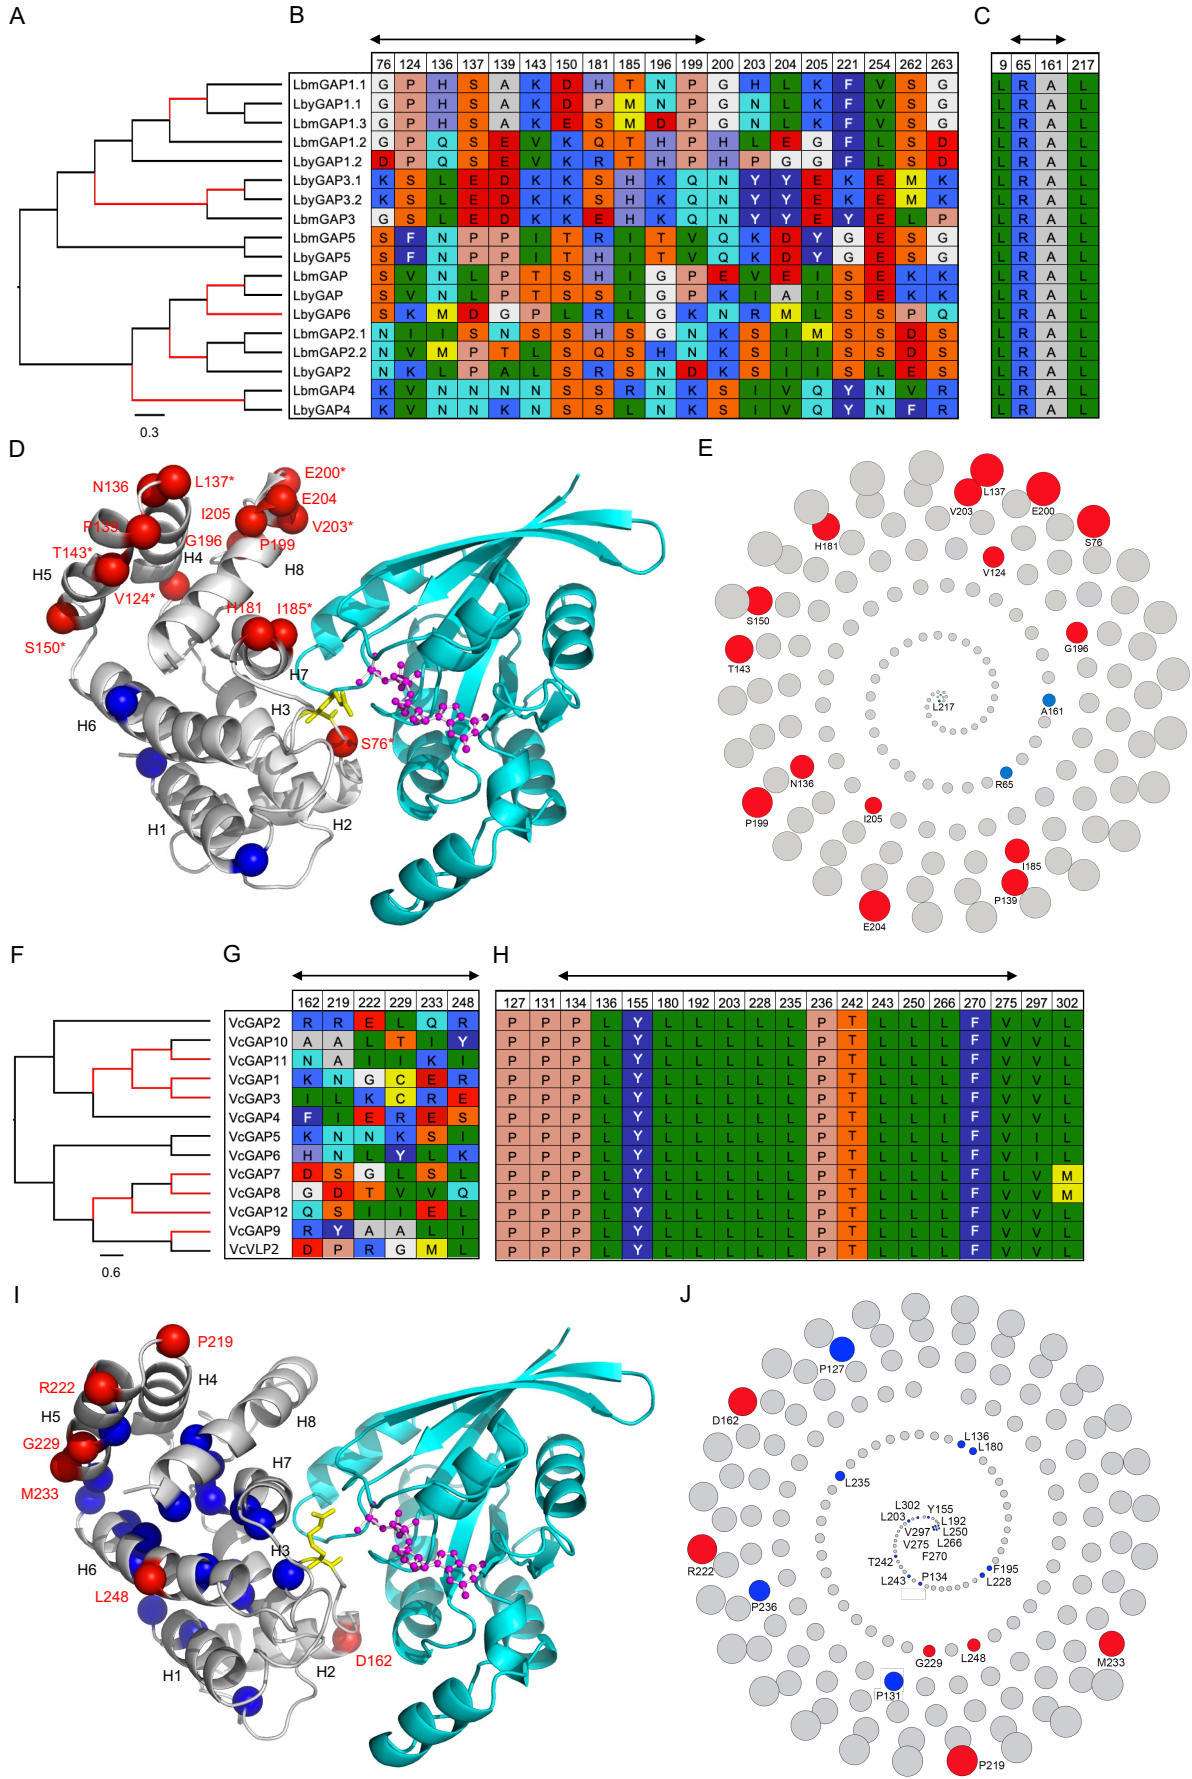 A
B
C
76 124 136 137 139 143 150 181 185 196 199 200 203 204 205 221 254 262 263
9 65 161 217
LbmGAP1.1 G P H S A K D H T N P G H L K F V S G L R A L
LbyGAP1.1 G P H S A K D P M N P G N L K F V S G L R A L
LbmGAP1.3 G P H S A K E S M D P G N L K F V S G L R A L
LbmGAP1.2 G P Q S E V K Q T H P H L E G F L S D L R A L
LbyGAP1.2 D P Q S E V K R T H P H P G G F L S D L R A L
LbyGAP3.1 K S L E D K K S H K Q N Y Y E K E M K L R A L
LbyGAP3.2 K S L E D K K S H K Q N Y Y E K E M K L R A L
LbmGAP3 G S L E D K K E H K Q N Y Y E Y E L P L R A L
LbmGAP5 S F N P P I T R I T V Q K D Y G E S G L R A L
LbyGAP5 S F N P P I T H I T V Q K D Y G E S G L R A L
LbmGAP S V N L P T S H I G P E V E I S E K K L R A L
LbyGAP S V N L P T S S I G P K I A I S E K K L R A L
LbyGAP6 S K M D G P L R L G K N R M L S S P Q L R A L
LbmGAP2.1 N I I S N S S H S G N K S I M S S D S L R A L
LbmGAP2.2 N V M P T L S Q S H N K S I I S S D S L R A L
LbyGAP2 N K L P A L S R S N D K S I I S L E S L R A L
LbmGAP4 K V N N N N S S R N K S I V Q Y N V R L R A L
LbyGAP4 K V N N K N S S L N K S I V Q Y N F R L R A L
0.3
D
E
N136
L137*
E200*
E204
I205
V203*
P139
G196
P199
T143*
H4
H8
H5
V124*
H181
I185*
S150*
H7
H6
H3
S76*
H1
H2
L137
V203
E200
S76
H181
V124
S150
G196
T143
L217
A161
R65
N136
P199
I205
I185
P139
E204
F
G
H
162 219 222 229 233 248
127 131 134 136 155 180 192 203 228 235 236 242 243 250 266 270 275 297 302
VcGAP2 R R E L Q R P P P L Y L L L L L P T L L L F V V L
VcGAP10 A A L T I Y P P P L Y L L L L L P T L L L F V V L
VcGAP11 N A I I K I P P P L Y L L L L L P T L L L F V V L
VcGAP1 K N G C E R P P P L Y L L L L L P T L L L F V V L
VcGAP3 I L K C R E P P P L Y L L L L L P T L L L F V V L
VcGAP4 F I E R E S P P P L Y L L L L L P T L L I F V V L
VcGAP5 K N N K S I P P P L Y L L L L L P T L L L F V I L
VcGAP6 H N L Y L K P P P L Y L L L L L P T L L L F V I L
VcGAP7 D S G L S L P P P L Y L L L L L P T L L L F L V M
VcGAP8 G D T V V Q P P P L Y L L L L L P T L L L F V V M
VcGAP12 Q S I I E L P P P L Y L L L L L P T L L L F V V L
VcGAP9 R Y A A L I P P P L Y L L L L L P T L L L F V V L
VcVLP2 D P R G M L P P P L Y L L L L L P T L L L F V V L
0.6
I
J
P219
R222
H4
H5
H8
G229
H7
M233
H6
H3
L248
H1
H2
D162
P127
D162
L136
L180
L235
L302
Y155
L203
L192
V297
L250
V275
L266
F270
T242
F195
L243
P134
L228
R222
P236
G229
L248
M233
P131
P219